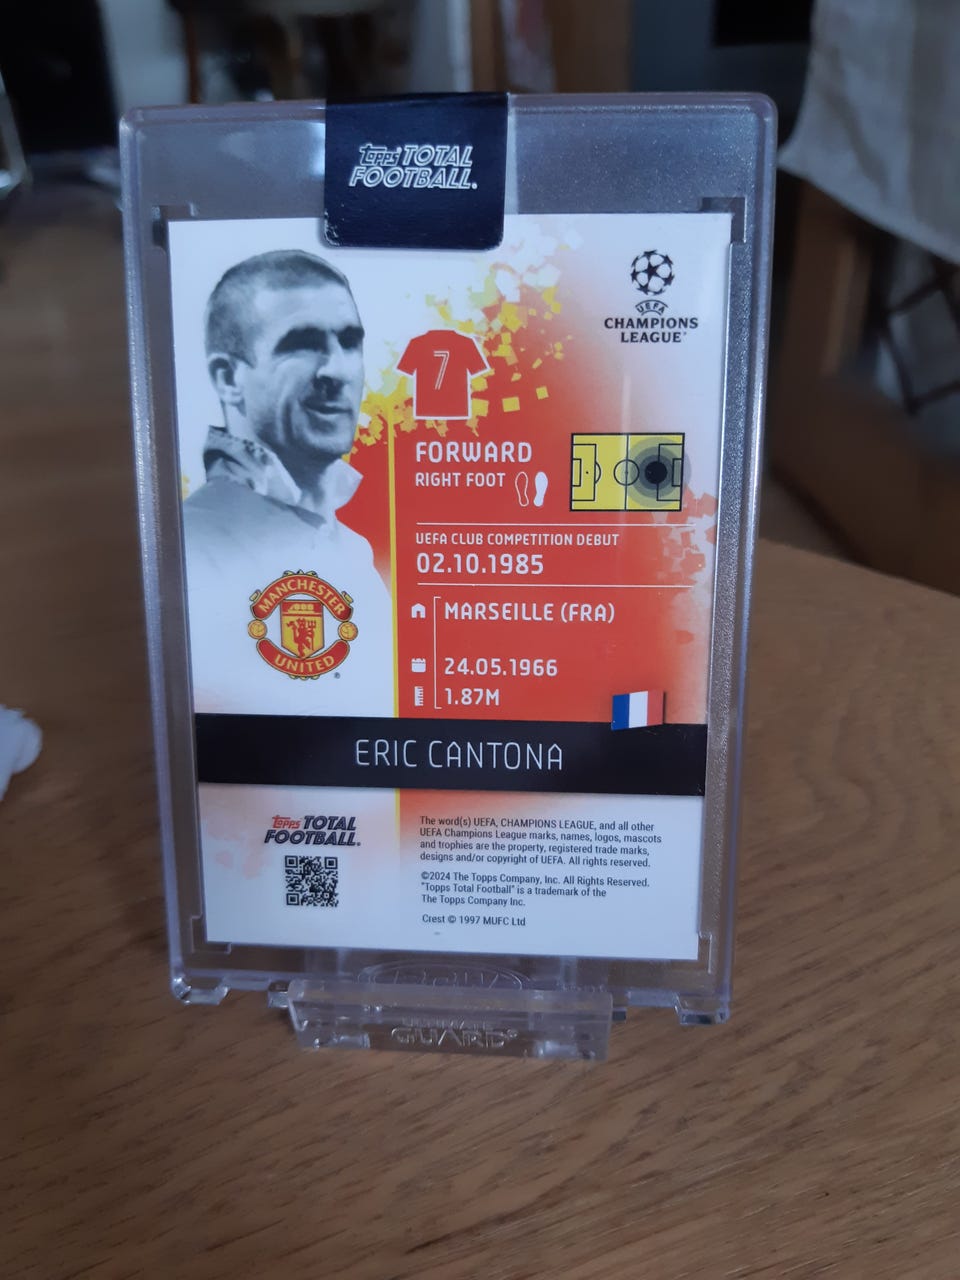 topps TOTAL
FOOTBALL.
UEFA
CHAMPIONS
LEAGUE
7
FORWARD
RIGHT FOOT
UEFA CLUB COMPETITION DEBUT
02.10.1985
MARSEILLE (FRA)
24.05.1966
1.87M
MANCHESTER
UNITED
ERIC CANTONA
topps TOTAL
FOOTBALL.
The word(s) UEFA, CHAMPIONS LEAGUE, and all other
UEFA Champions League marks, names, logos, mascots
and trophies are the property, registered trade marks,
designs and/or copyright of UEFA. All rights reserved.
©2024 The Topps Company, Inc. All Rights Reserved.
"Topps Total Football" is a trademark of the
The Topps Company Inc.
Crest © 1997 MUFC Ltd
ULTIMATE
GUARD®